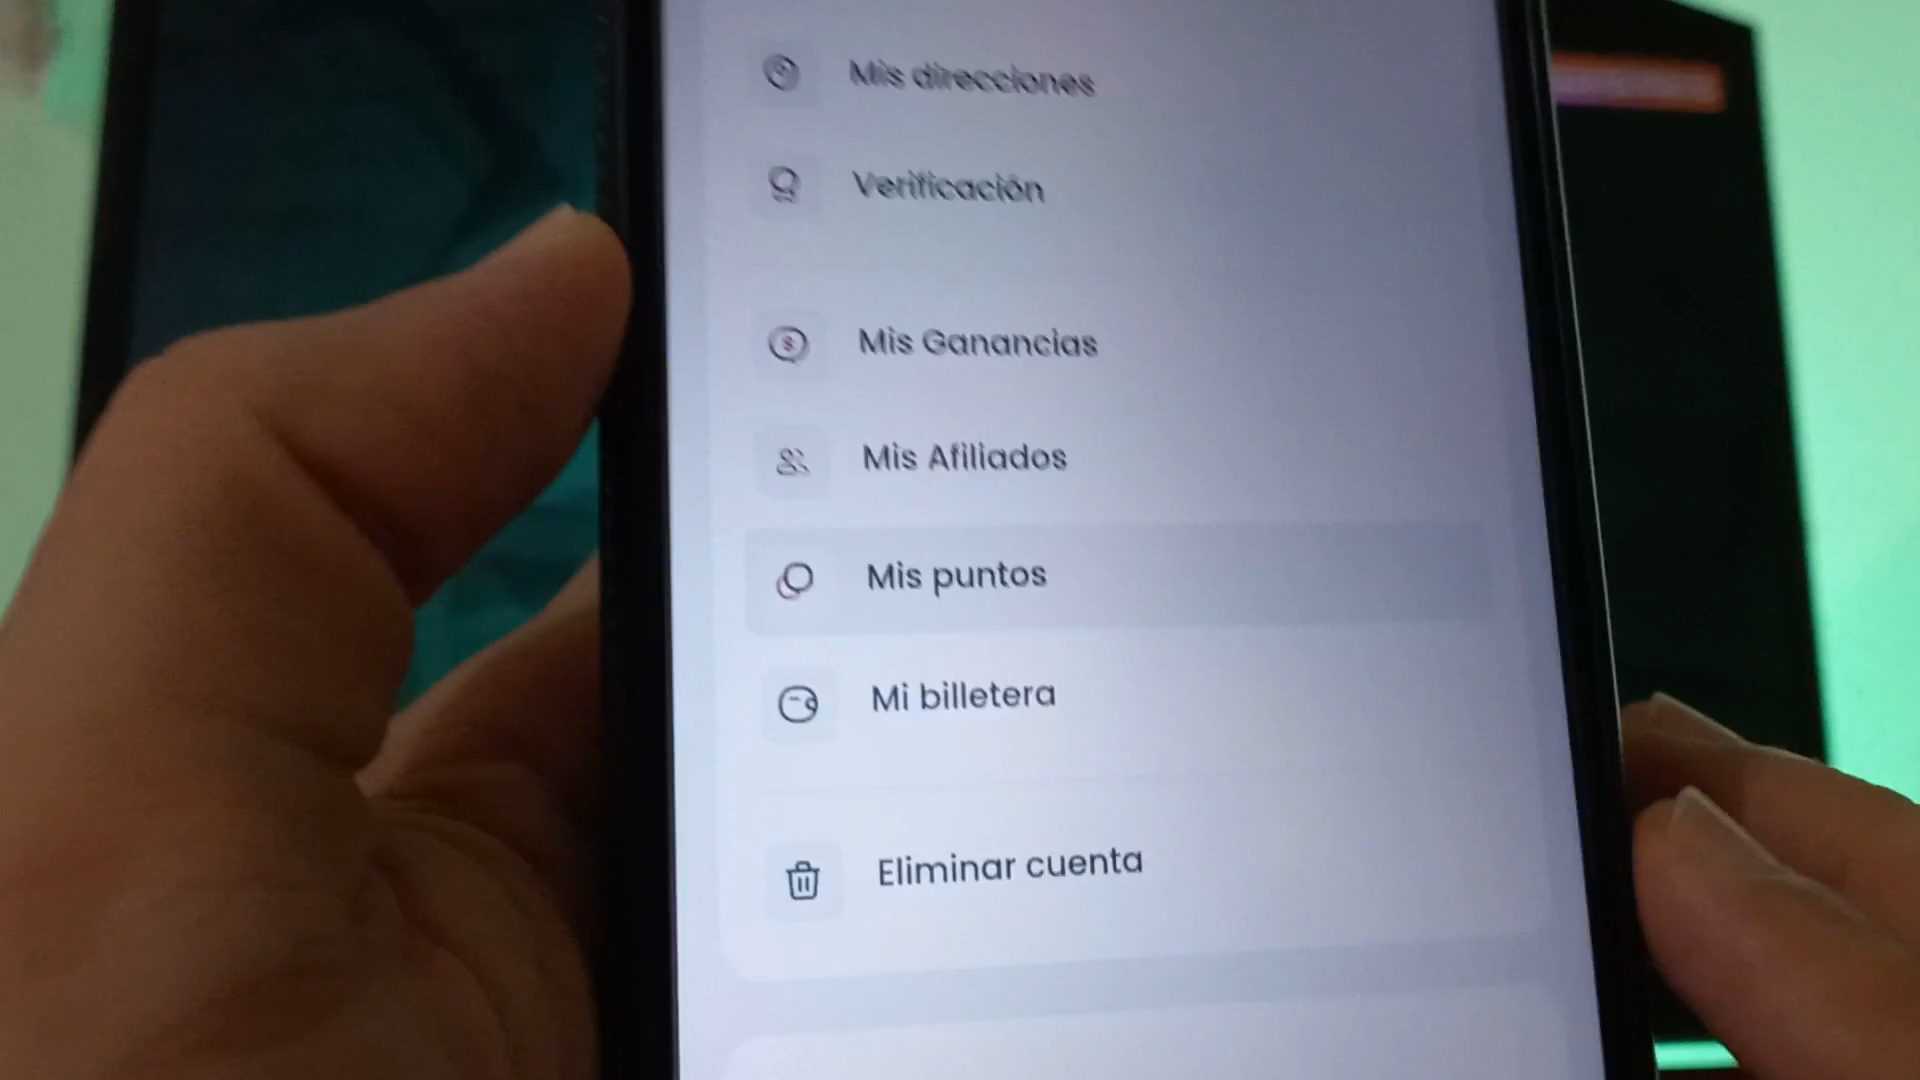 Mis direcciones
Verificación
Mis Ganancias
Mis Afiliados
Mis puntos
Mi billetera
Eliminar cuenta